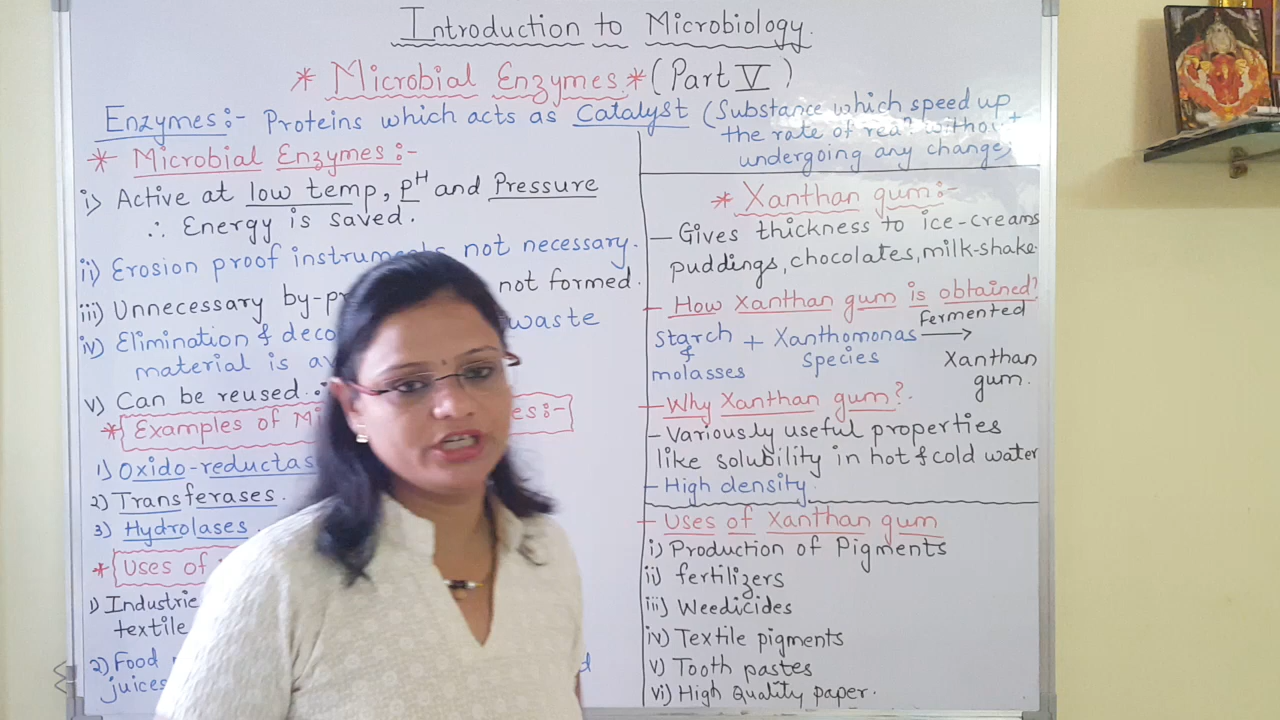 Introduction to Microbiology.
* Microbial Enzymes.* (Part V)
Enzymes:- Proteins which acts as Catalyst (Substance which speed up
the rate of reaⁿ without
undergoing any change)
* Microbial Enzymes:-
i) Active at low temp, pH and Pressure
∴ Energy is saved.
ii) Erosion proof instruments not necessary.
iii) Unnecessary not formed.
iv) Elimination & waste
material is
v) Can be reused.
* Examples of
1) Oxido-reductas
2) Transferases.
3) Hydrolases.
* Uses of
1) Industrie
textile
2) Food
juices
* Xanthan gum:-
— Gives thickness to ice-creams
puddings, chocolates, milk-shake.
— How Xanthan gum is obtained?
Starch & molasses + Xanthomonas species fermented → Xanthan gum.
— Why Xanthan gum?.
— Variously useful properties
like solubility in hot & cold water
— High density.
— Uses of Xanthan gum
i) Production of Pigments
ii) fertilizers
iii) Weedicides
iv) Textile pigments
v) Tooth pastes
vi) High Quality paper.